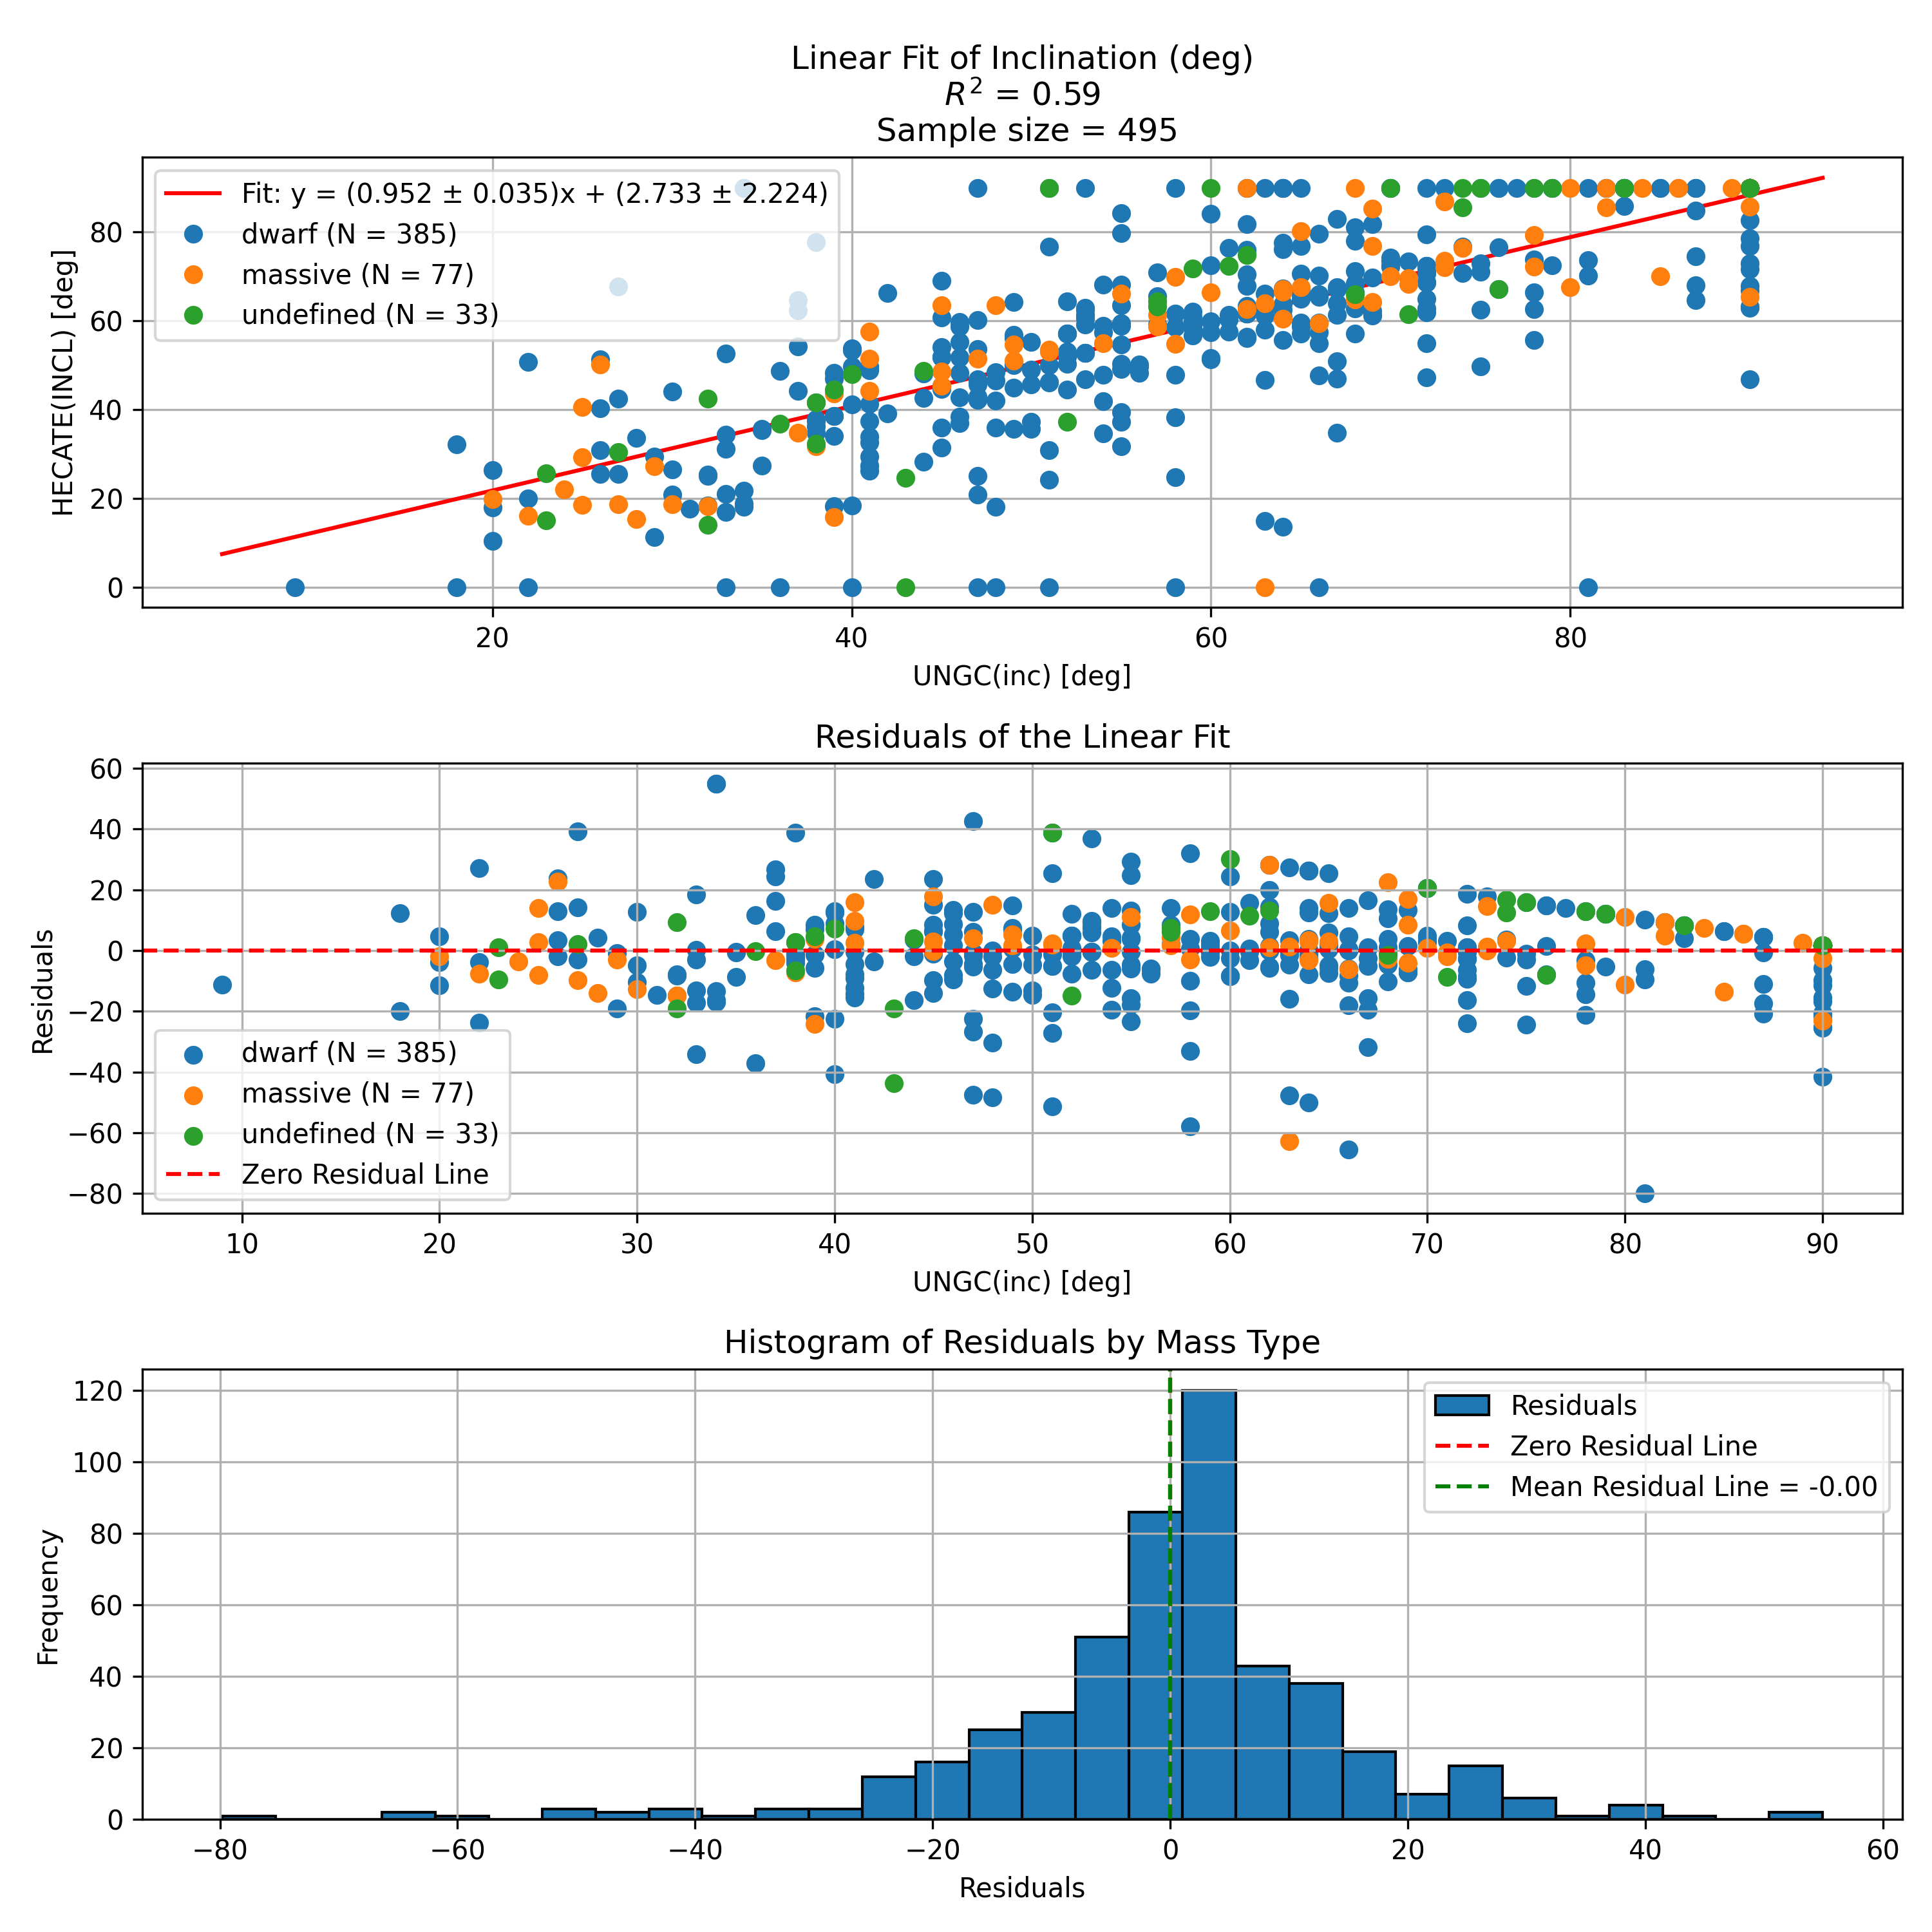 Linear Fit of Inclination (deg)
R² = 0.59
Sample size = 495
Fit: y = (0.952 ± 0.035)x + (2.733 ± 2.224)
dwarf (N = 385)
massive (N = 77)
undefined (N = 33)
HECATE(INCL) [deg]
80
60
40
20
0
20 40 60 80
UNGC(inc) [deg]
Residuals of the Linear Fit
Residuals
60
40
20
0
−20
−40
−60
−80
dwarf (N = 385)
massive (N = 77)
undefined (N = 33)
Zero Residual Line
10 20 30 40 50 60 70 80 90
UNGC(inc) [deg]
Histogram of Residuals by Mass Type
Frequency
120
100
80
60
40
20
0
Residuals
Zero Residual Line
Mean Residual Line = -0.00
−80 −60 −40 −20 0 20 40 60
Residuals